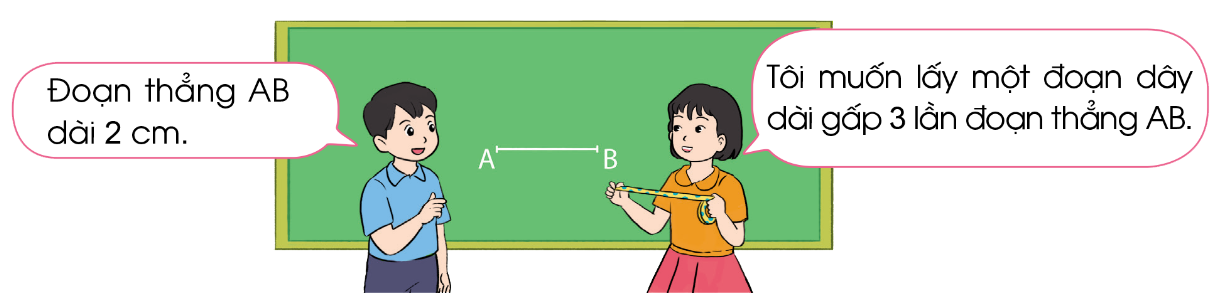 Đoạn thẳng AB
dài 2 cm.
Tôi muốn lấy một đoạn dây
dài gấp 3 lần đoạn thẳng AB.
A B